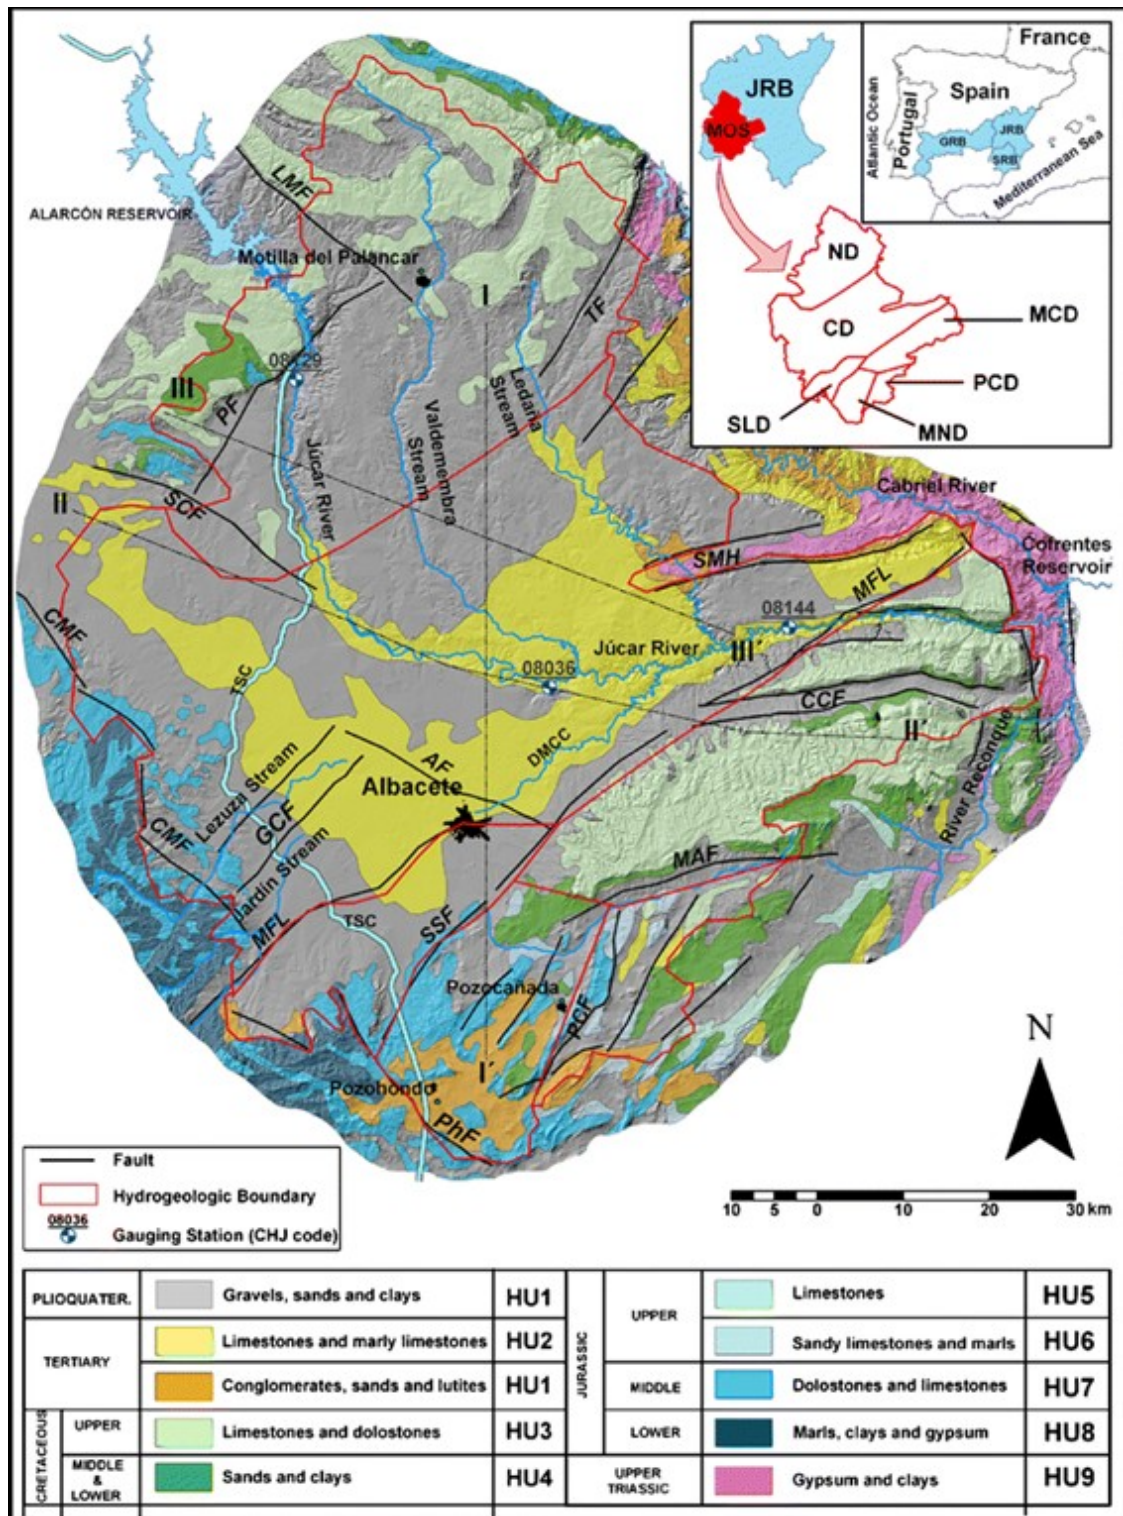 France
Spain
Portugal
Atlantic Ocean
Mediterranean Sea
GRB
JRB
SRB
JRB
MOS
ND
CD
MCD
PCD
MND
SLD
ALARCÓN RESERVOIR
LMF
Motilla del Palancar
I
TF
III
PF
Júcar River
Valdemembra
Stream
Ledaña
Stream
II
SCF
Cabriel River
SMH
MFL
Cofrentes
Reservoir
08144
CMF
TSC
Júcar River
III´
08036
CCF
II´
DMCC
AF
Albacete
Lezuza Stream
GCF
River Reconque
CMF
Jardín Stream
MAF
MFL
TSC
SSF
Pozocañada
PCF
I´
Pozohondo
PhF
N
Fault
Hydrogeologic Boundary
08036
Gauging Station (CHJ code)
10 5 0 10 20 30 km
PLIOQUATER. Gravels, sands and clays HU1
TERTIARY Limestones and marly limestones HU2
Conglomerates, sands and lutites HU1
CRETACEOUS UPPER Limestones and dolostones HU3
MIDDLE
&
LOWER
Sands and clays HU4
JURASSIC UPPER Limestones HU5
Sandy limestones and marls HU6
MIDDLE Dolostones and limestones HU7
LOWER Marls, clays and gypsum HU8
UPPER
TRIASSIC
Gypsum and clays HU9